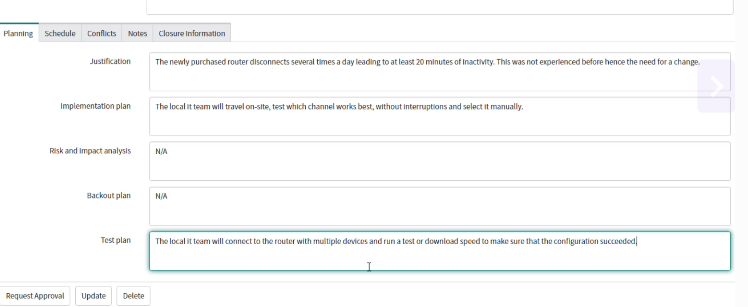 Planning Schedule Conflicts Notes Closure Information
Justification The newly purchased router disconnects several times a day leading to at least 20 minutes of inactivity. This was not experienced before hence the need for a change.
Implementation plan The local it team will travel on-site, test which channel works best, without interruptions and select it manually.
Risk and impact analysis N/A
Backout plan N/A
Test plan The local it team will connect to the router with multiple devices and run a test or download speed to make sure that the configuration succeeded.
Request Approval Update Delete